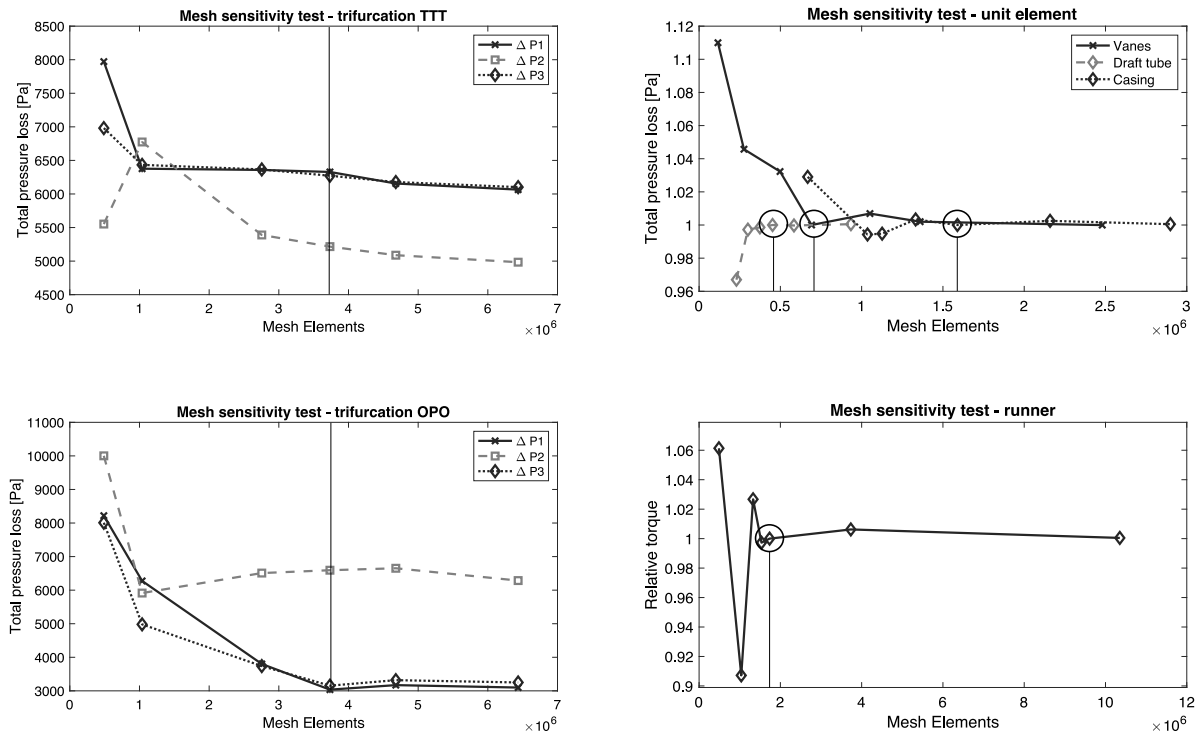 Mesh sensitivity test - trifurcation TTT
8500
8000
7500
7000
6500
6000
5500
5000
4500
Total pressure loss [Pa]
0 1 2 3 4 5 6 7
Mesh Elements
×10^6
Δ P1
Δ P2
Δ P3
Mesh sensitivity test - unit element
1.12
1.1
1.08
1.06
1.04
1.02
1
0.98
0.96
Total pressure loss [Pa]
0 0.5 1 1.5 2 2.5 3
Mesh Elements
×10^6
Vanes
Draft tube
Casing
Mesh sensitivity test - trifurcation OPO
11000
10000
9000
8000
7000
6000
5000
4000
3000
Total pressure loss [Pa]
0 1 2 3 4 5 6 7
Mesh Elements
×10^6
Δ P1
Δ P2
Δ P3
Mesh sensitivity test - runner
1.06
1.04
1.02
1
0.98
0.96
0.94
0.92
0.9
Relative torque
0 2 4 6 8 10 12
Mesh Elements
×10^6